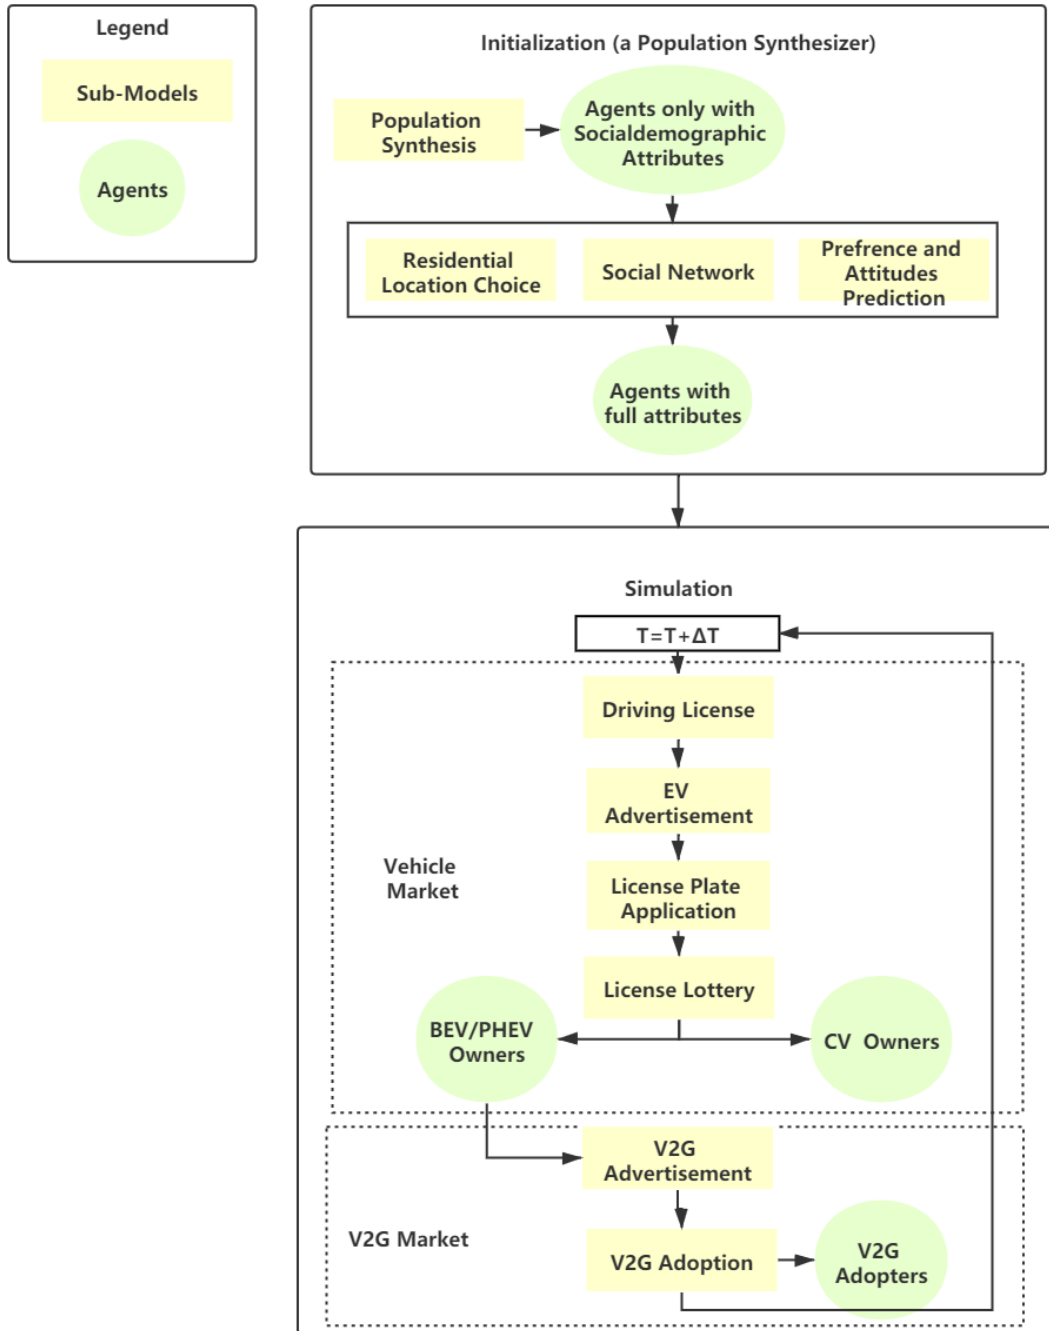 Legend
Sub-Models
Agents
Initialization (a Population Synthesizer)
Population
Synthesis
Agents only with
Socialdemographic
Attributes
Residential
Location Choice
Social Network
Prefrence and
Attitudes
Prediction
Agents with
full attributes
Simulation
T=T+ΔT
Driving License
EV
Advertisement
Vehicle
Market
License Plate
Application
License Lottery
BEV/PHEV
Owners
CV Owners
V2G
Advertisement
V2G Market
V2G Adoption
V2G
Adopters